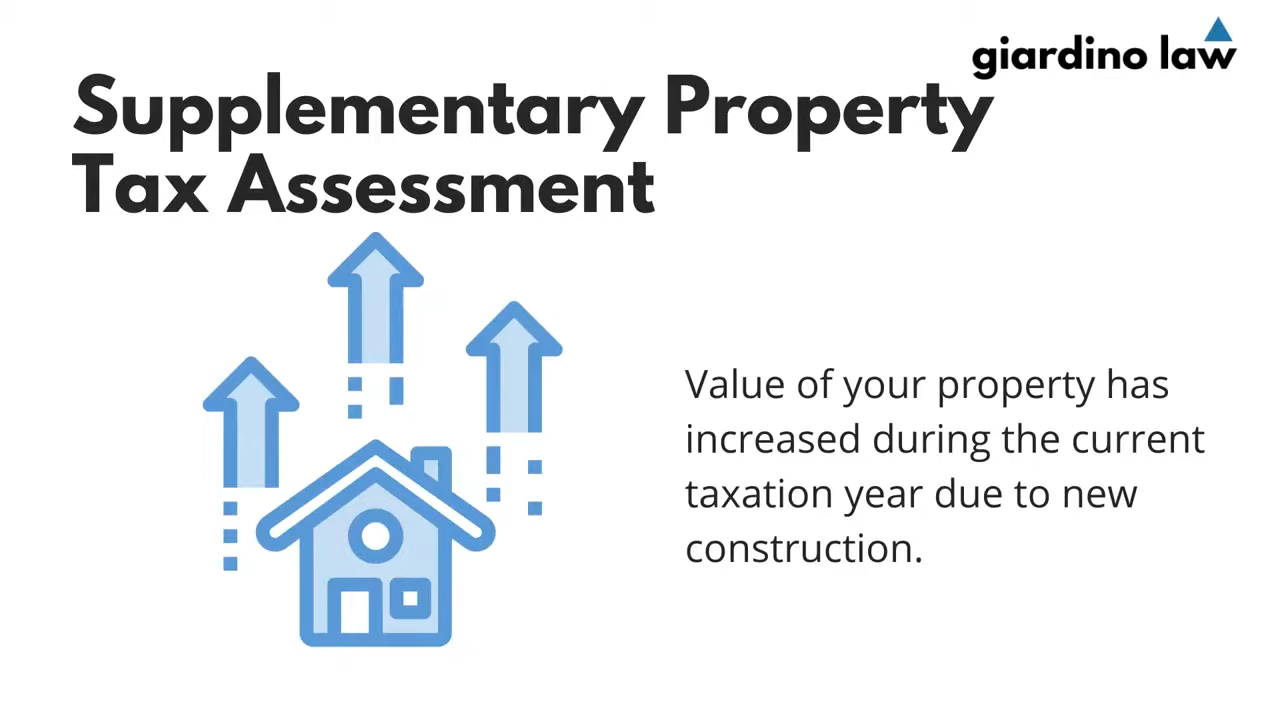 giardino law
Supplementary Property
Tax Assessment
Value of your property has
increased during the current
taxation year due to new
construction.